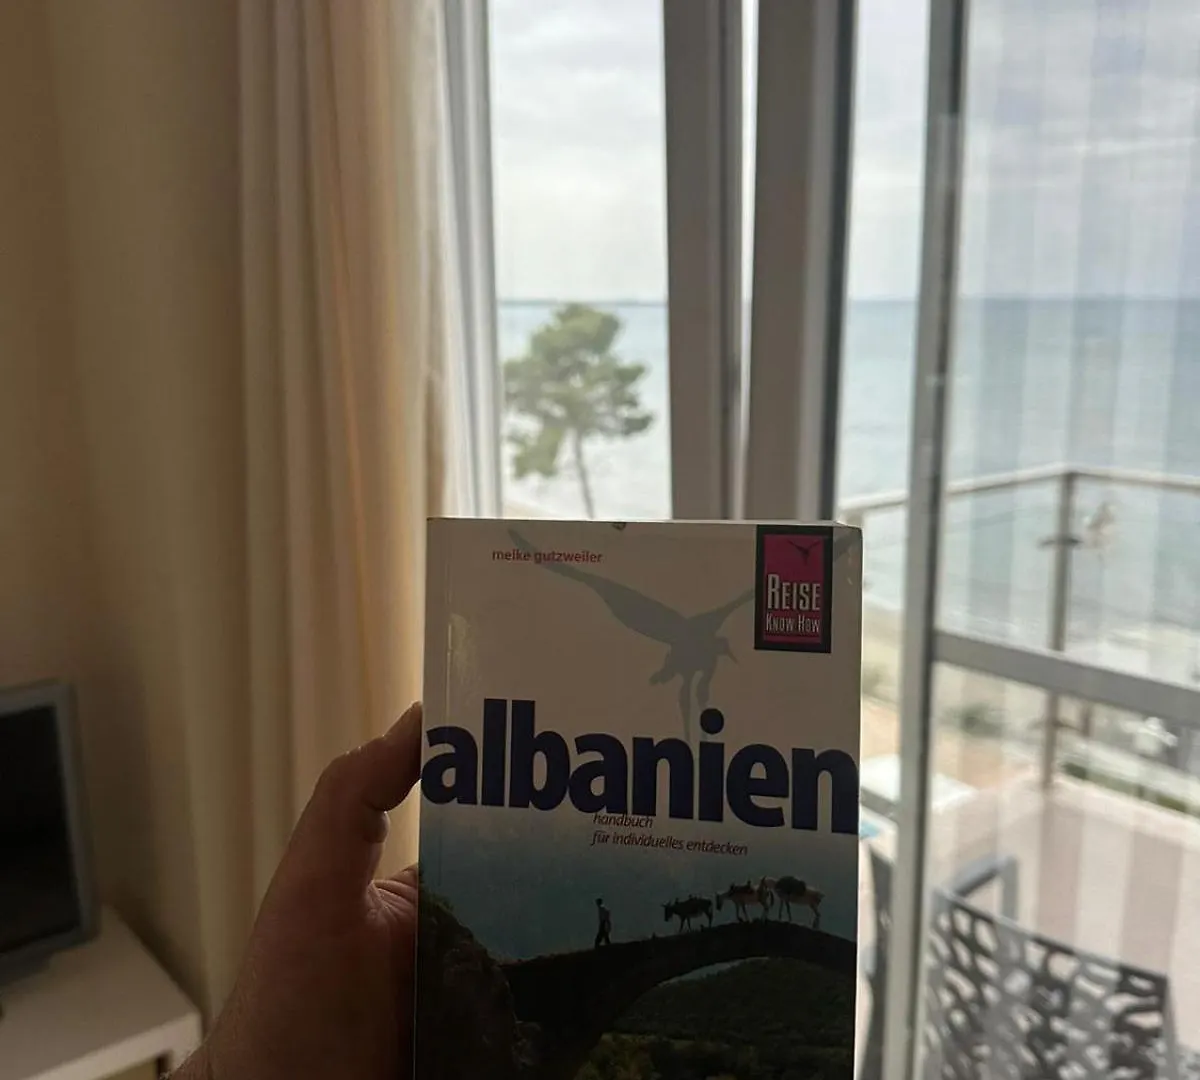 meike gutzweiler
REISE
KNOW HOW
albanien
handbuch
für individuelles entdecken